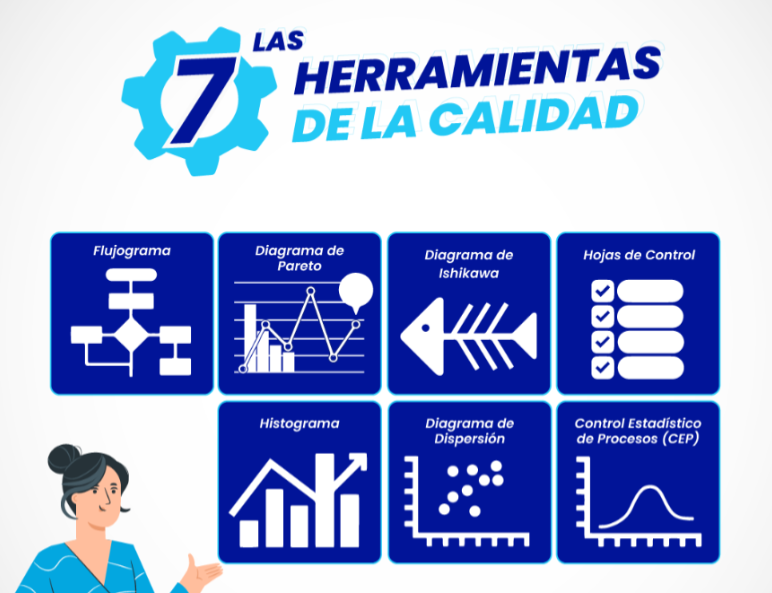 7
LAS
HERRAMIENTAS
DE LA CALIDAD
Flujograma
Diagrama de
Pareto
Diagrama de
Ishikawa
Hojas de Control
Histograma
Diagrama de
Dispersión
Control Estadístico
de Procesos (CEP)